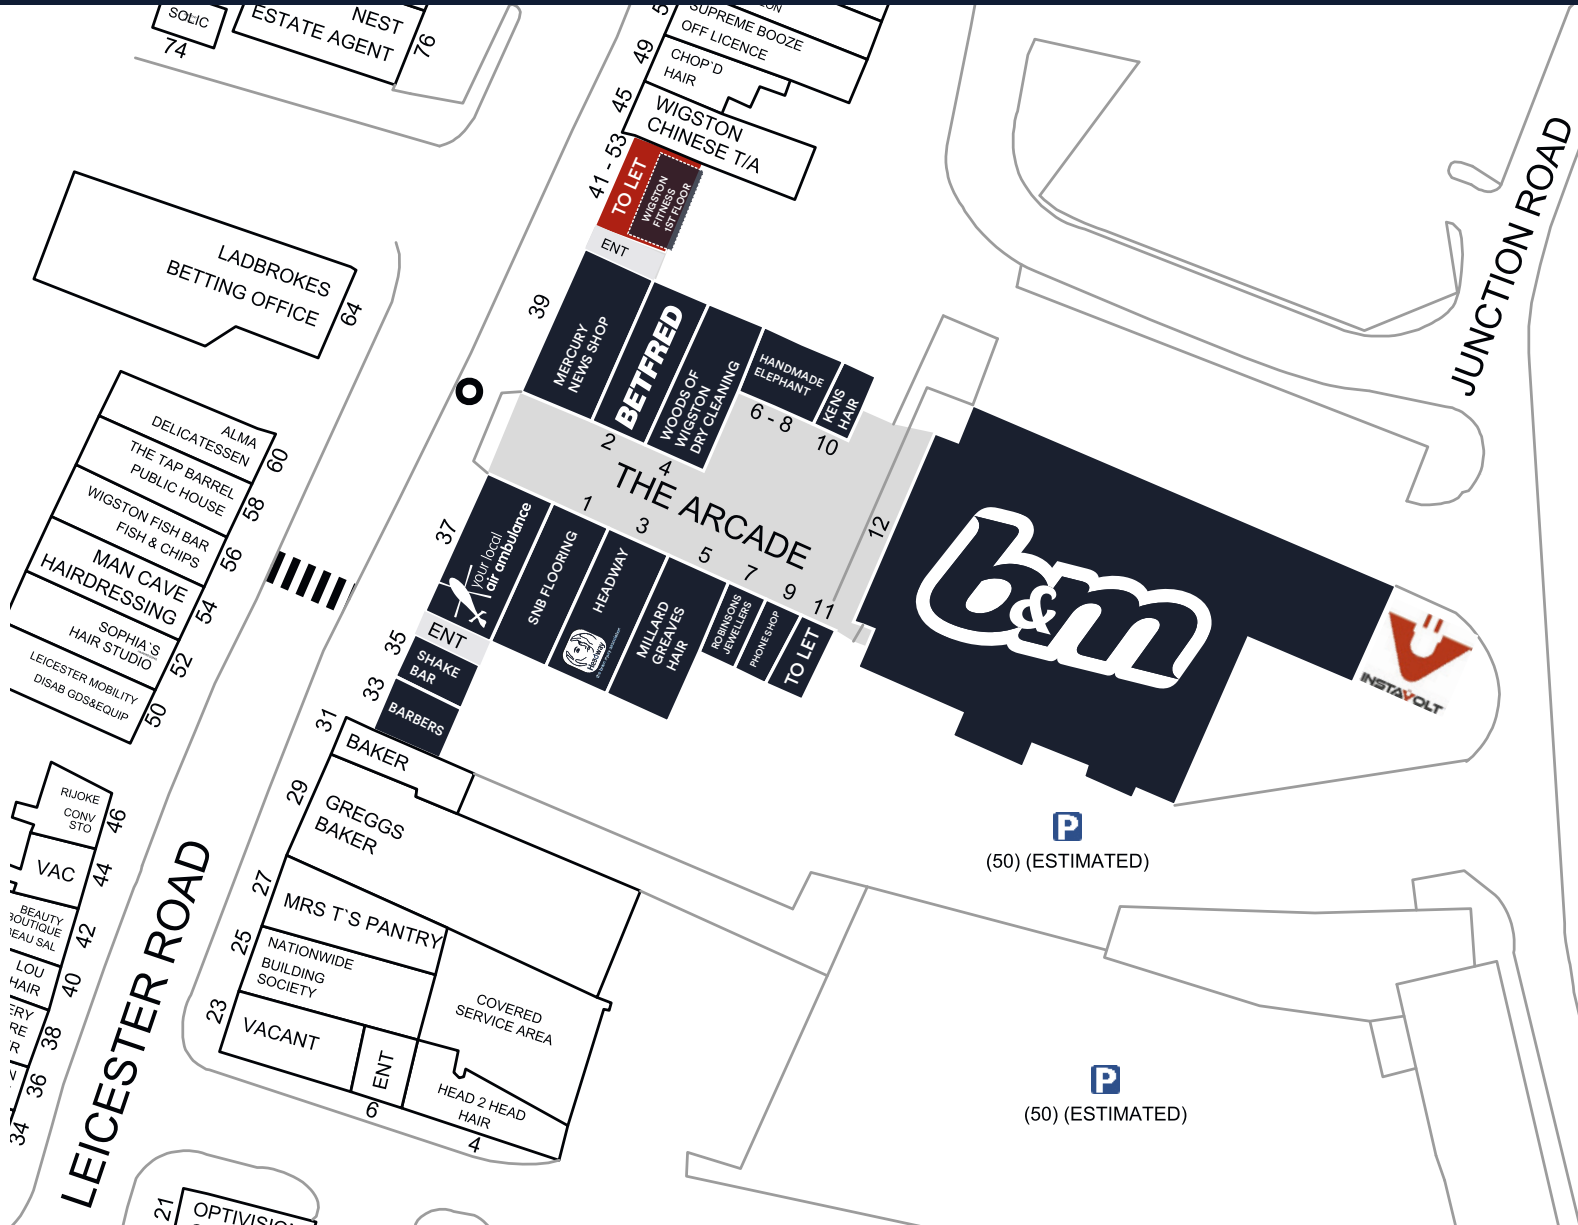 SOLIC
74
NEST
ESTATE AGENT
76
SUPREME BOOZE
OFF LICENCE
49
CHOP`D
HAIR
45
WIGSTON
CHINESE T/A
41 - 53
TO LET
WIGSTON
FITNESS
1ST FLOOR
ENT
JUNCTION ROAD
LADBROKES
BETTING OFFICE
64
39
MERCURY
NEWS SHOP
BETFRED
WOODS OF
WIGSTON
DRY CLEANING
HANDMADE
ELEPHANT
KENS
HAIR
6 - 8
10
2
4
THE ARCADE
12
1
3
5
7
9
11
b&m
INSTAVOLT
ALMA
DELICATESSEN
60
THE TAP BARREL
PUBLIC HOUSE
58
WIGSTON FISH BAR
FISH & CHIPS
56
MAN CAVE
HAIRDRESSING
54
SOPHIA`S
HAIR STUDIO
52
LEICESTER MOBILITY
DISAB GDS&EQUIP
50
37
your local
air ambulance
SNB FLOORING
HEADWAY
Headway
MILLARD
GREAVES
HAIR
ROBINSONS
JEWELLERS
PHONE SHOP
TO LET
ENT
35
SHAKE
BAR
33
BARBERS
31
BAKER
29
GREGGS
BAKER
27
MRS T`S PANTRY
25
NATIONWIDE
BUILDING
SOCIETY
23
VACANT
ENT
6
COVERED
SERVICE AREA
HEAD 2 HEAD
HAIR
4
RIJOKE
CONV
STO
46
VAC
44
BEAUTY
BOUTIQUE
BEAU SAL
42
LOU
HAIR
40
ERY
RE
38
36
34
LEICESTER ROAD
21
P
(50) (ESTIMATED)
P
(50) (ESTIMATED)